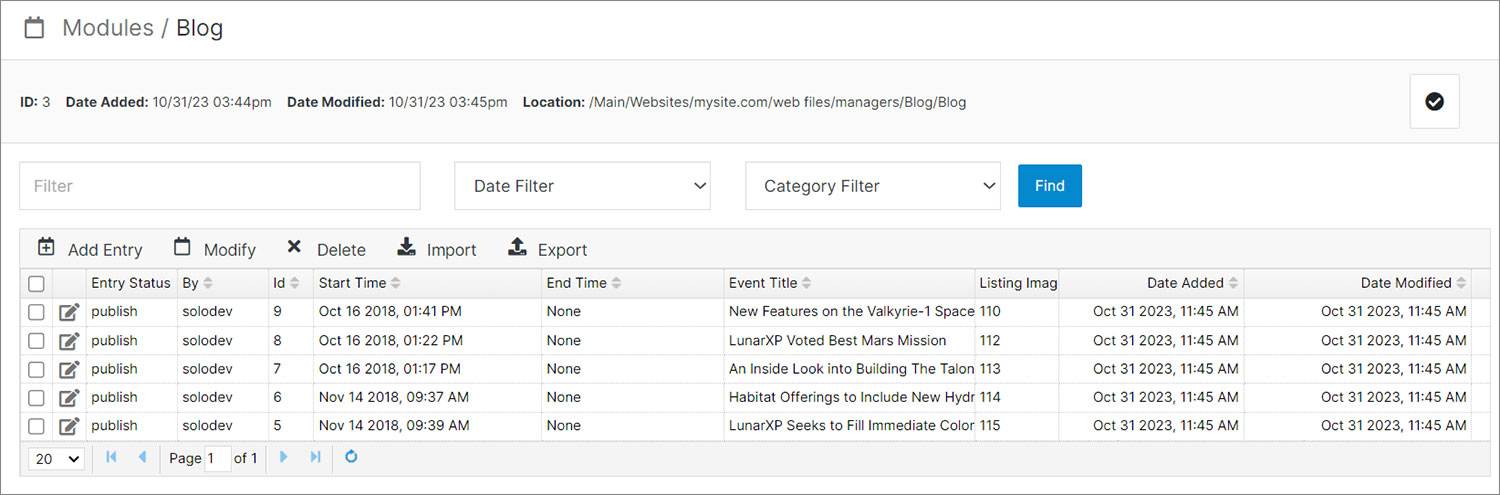 Modules / Blog
ID: 3 Date Added: 10/31/23 03:44pm Date Modified: 10/31/23 03:45pm Location: /Main/Websites/mysite.com/web files/managers/Blog/Blog
Filter Date Filter Category Filter Find
Add Entry Modify Delete Import Export
Entry Status By Id Start Time End Time Event Title Listing Imag Date Added Date Modified
publish solodev 9 Oct 16 2018, 01:41 PM None New Features on the Valkyrie-1 Space 110 Oct 31 2023, 11:45 AM Oct 31 2023, 11:45 AM
publish solodev 8 Oct 16 2018, 01:22 PM None LunarXP Voted Best Mars Mission 112 Oct 31 2023, 11:45 AM Oct 31 2023, 11:45 AM
publish solodev 7 Oct 16 2018, 01:17 PM None An Inside Look into Building The Talon 113 Oct 31 2023, 11:45 AM Oct 31 2023, 11:45 AM
publish solodev 6 Nov 14 2018, 09:37 AM None Habitat Offerings to Include New Hydr 114 Oct 31 2023, 11:45 AM Oct 31 2023, 11:45 AM
publish solodev 5 Nov 14 2018, 09:39 AM None LunarXP Seeks to Fill Immediate Color 115 Oct 31 2023, 11:45 AM Oct 31 2023, 11:45 AM
20 Page 1 of 1